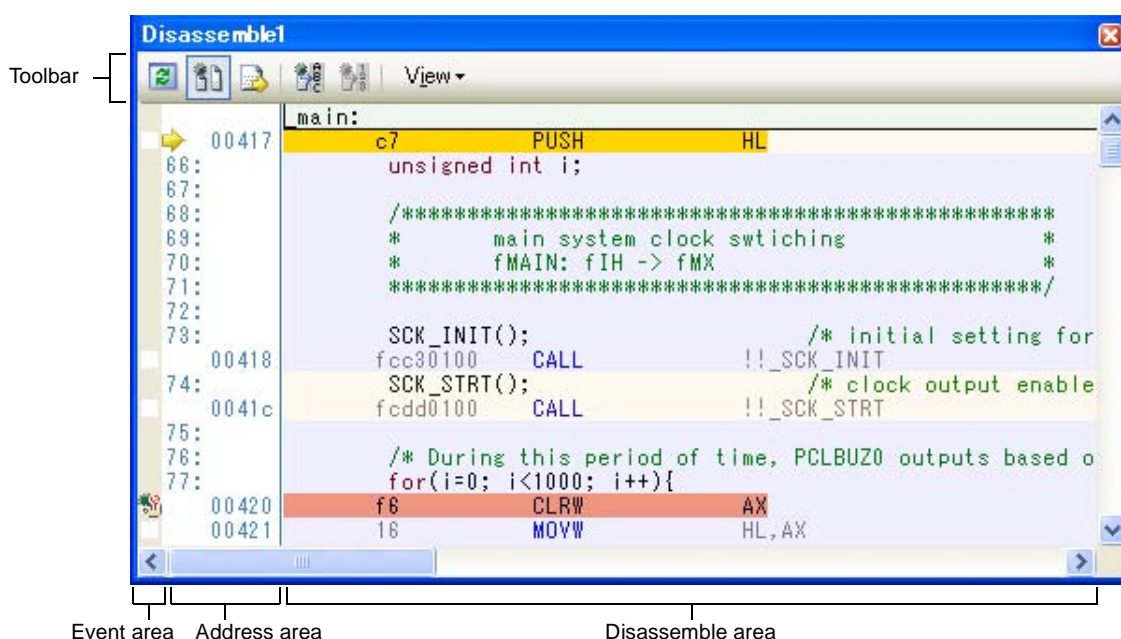 Disassemble1
Toolbar
View
_main:
00417 c7 PUSH HL
66: unsigned int i;
67:
68: /**************************************************
69: * main system clock swtiching *
70: * fMAIN: fIH -> fMX *
71: **************************************************/
72:
73: SCK_INIT(); /* initial setting for
00418 fcc30100 CALL !!_SCK_INIT
74: SCK_STRT(); /* clock output enable
0041c fcdd0100 CALL !!_SCK_STRT
75:
76: /* During this period of time, PCLBUZ0 outputs based o
77: for(i=0; i<1000; i++){
00420 f6 CLRW AX
00421 16 MOVW HL,AX
Event area Address area Disassemble area